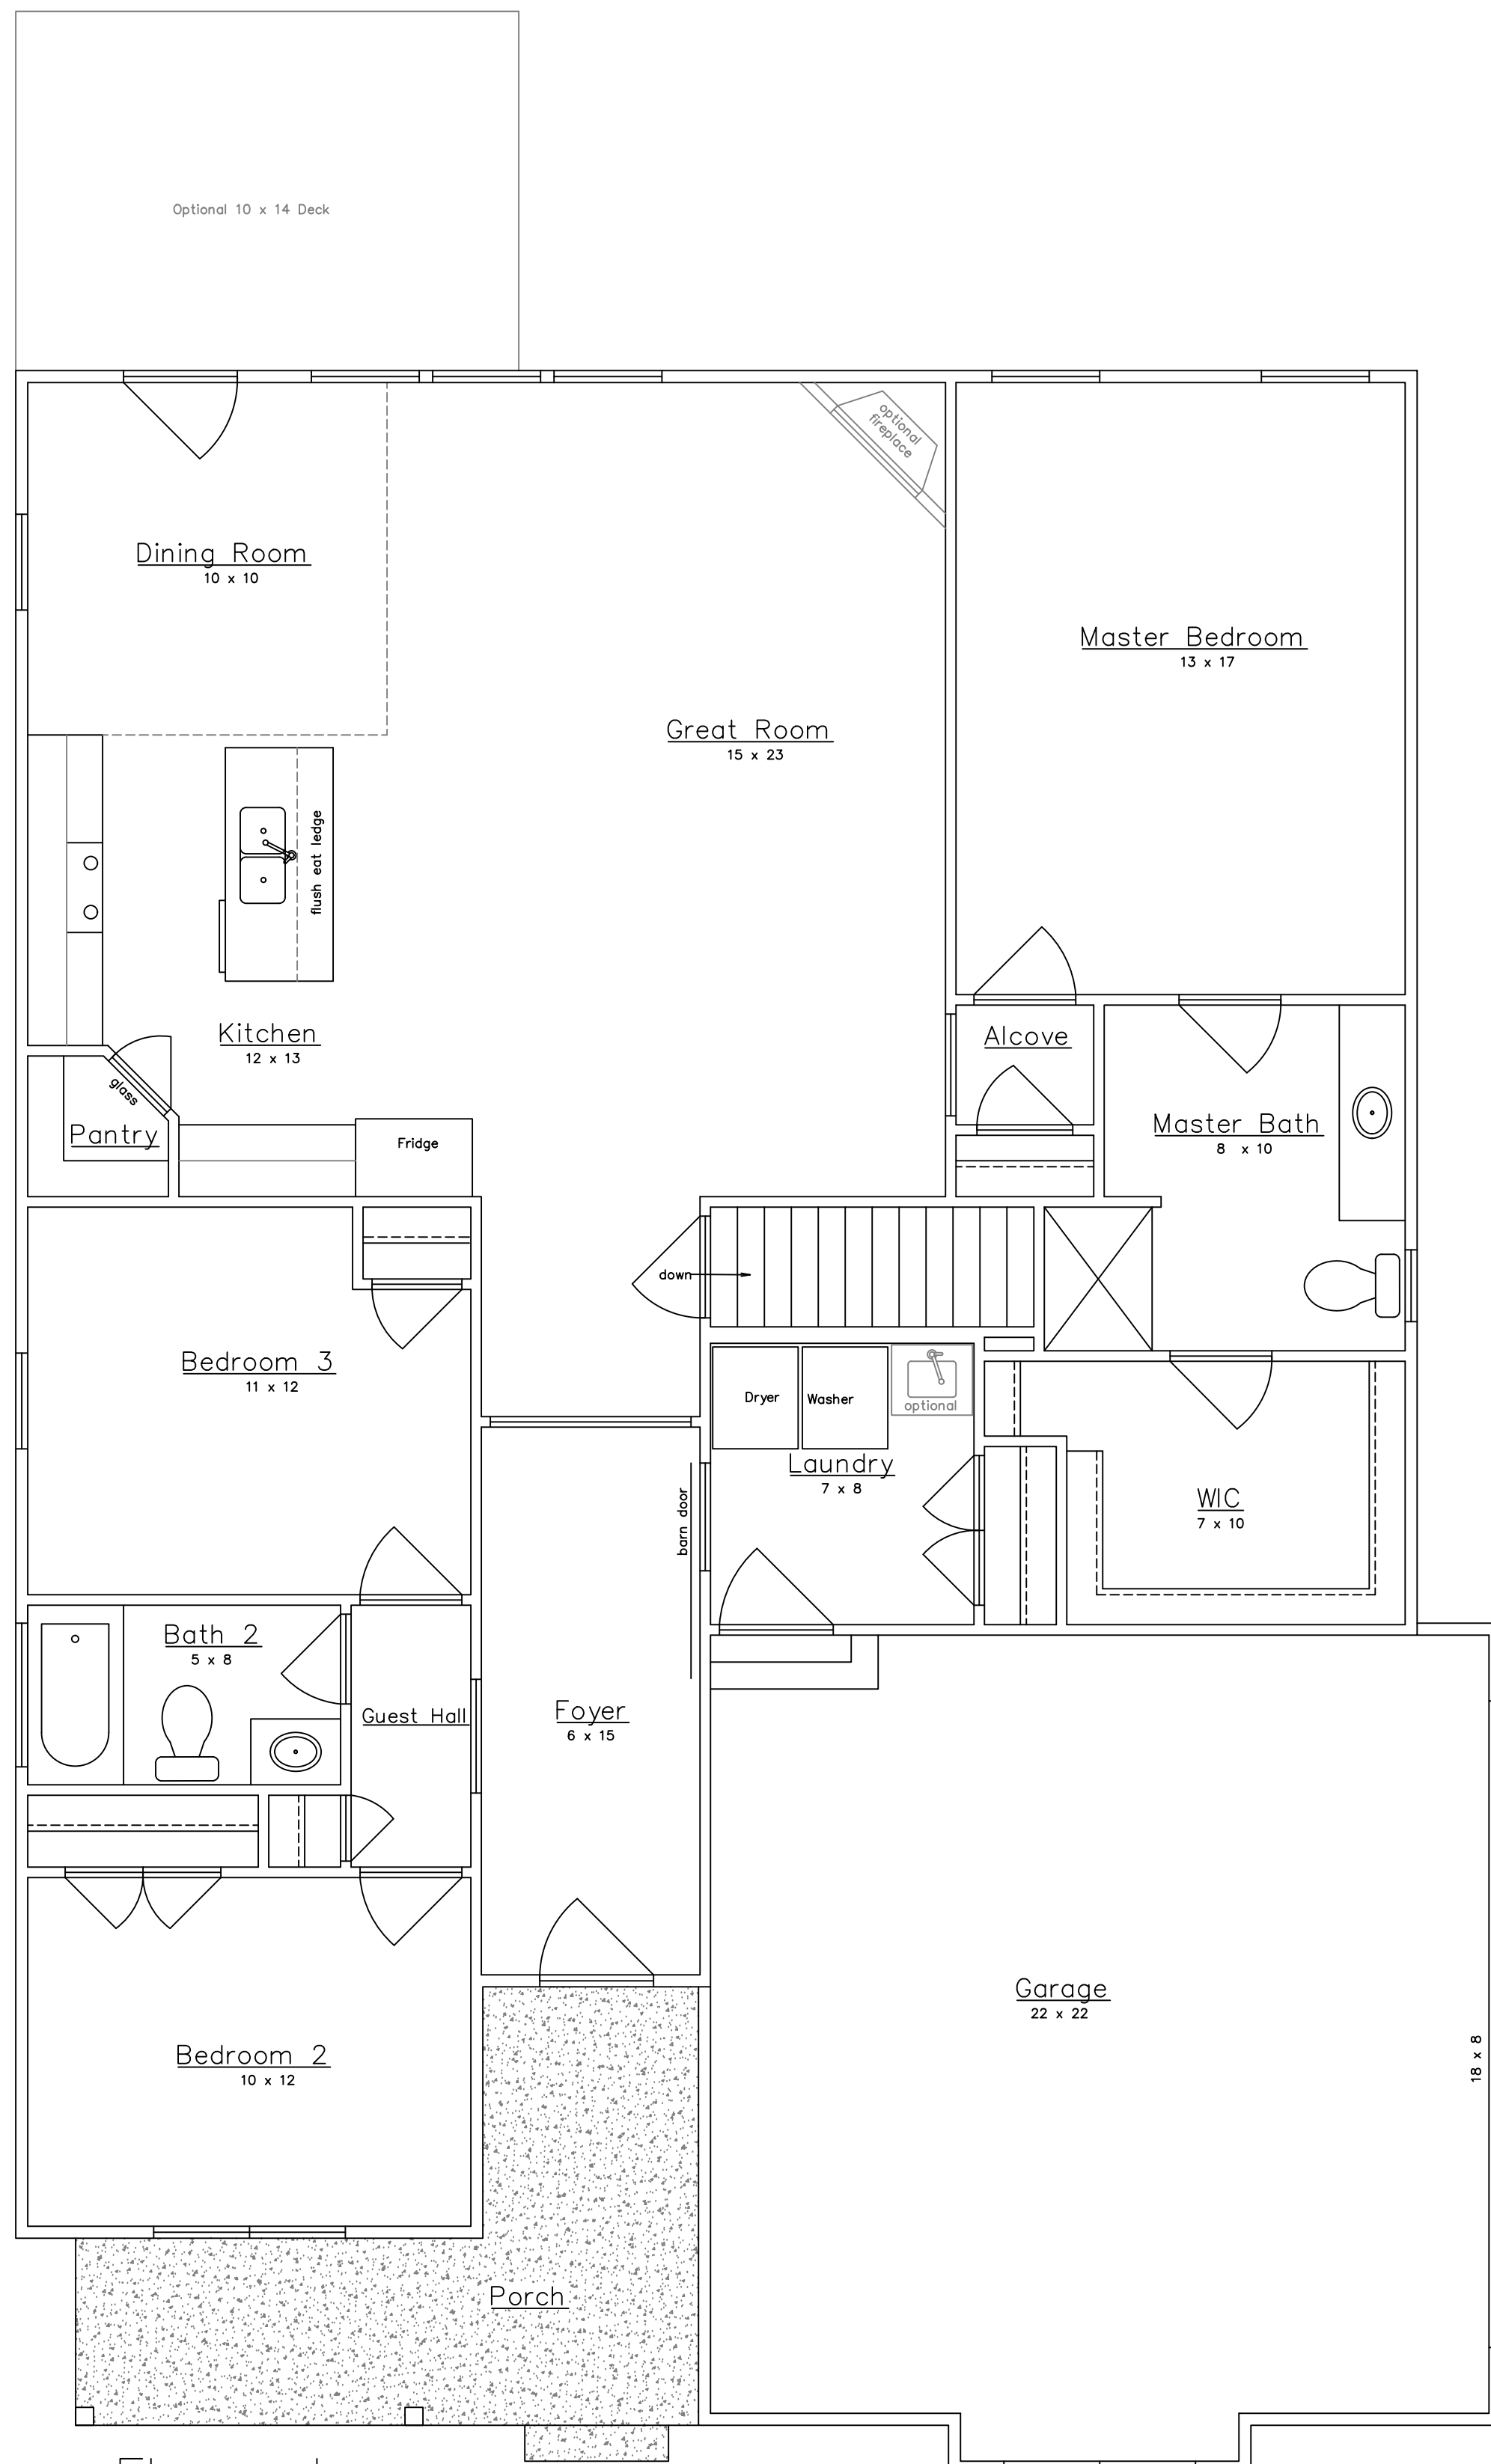 Optional 10 x 14 Deck
optional
fireplace
Dining Room
10 x 10
Master Bedroom
13 x 17
Great Room
15 x 23
flush eat ledge
Kitchen
12 x 13
Alcove
glass
Pantry
Fridge
Master Bath
8 x 10
down
Bedroom 3
11 x 12
Dryer
Washer
optional
Laundry
7 x 8
barn door
WIC
7 x 10
Bath 2
5 x 8
Guest Hall
Foyer
6 x 15
Garage
22 x 22
18 x 8
Bedroom 2
10 x 12
Porch